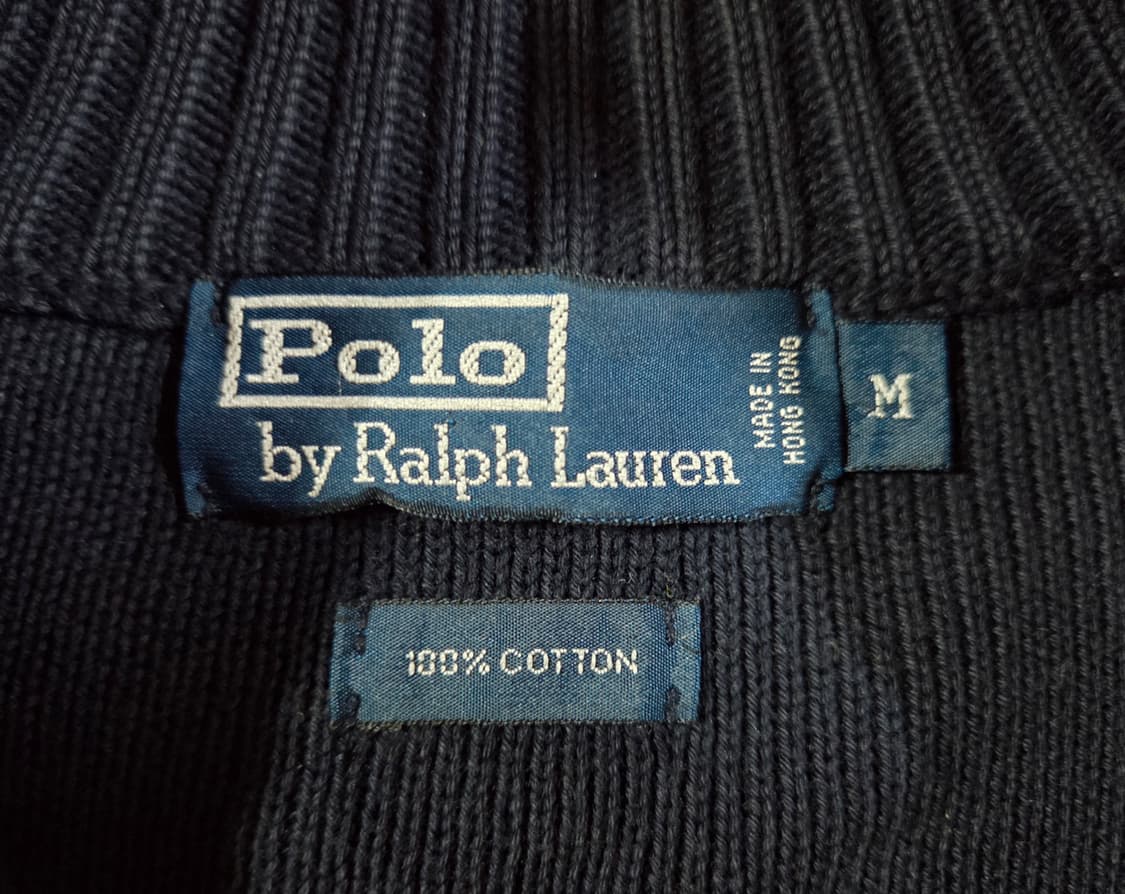 Polo
by Ralph Lauren
MADE IN
HONG KONG
M
100% COTTON